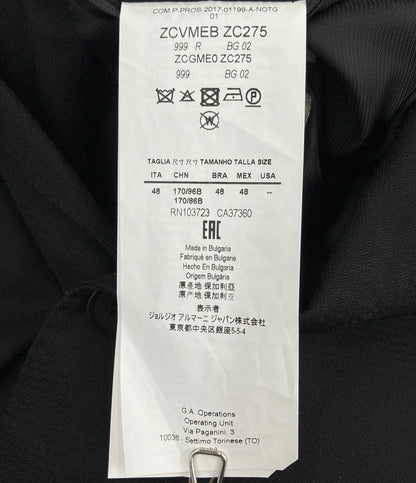 COM.P-PROS-2017-01199-A-NOTG
01
ZCVMEB ZC275
999 R BG 02
ZCGME0 ZC275
999 BG 02
TAGLIA 尺寸 尺寸 TAMANHO TALLA SIZE
ITA CHN BRA MEX USA
48 170/96B 48 48 --
170/86B
RN103723 CA37360
EAC
Made in Bulgaria
Fabriqué en Bulgarie
Hecho En Bulgaria
Feito em Bulgária
原產地 保加利亞
原产地 保加利亚
表示者
ジョルジオ アルマーニ ジャパン株式会社
東京都中央区銀座5-5-4
G.A. Operations
Operating Unit
Via Paganini, 3
10036 - Settimo Torinese (TO)